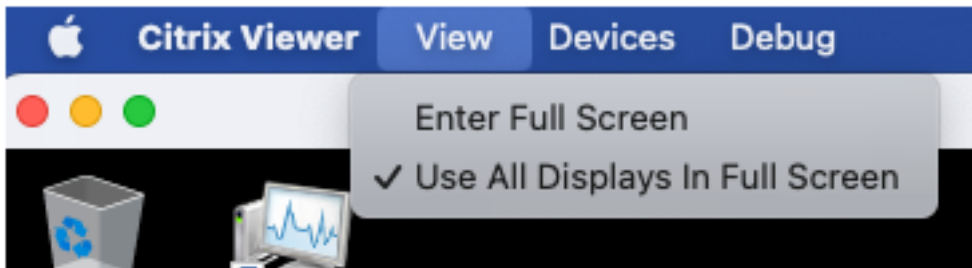 Citrix Viewer View Devices Debug
Enter Full Screen
✓ Use All Displays In Full Screen